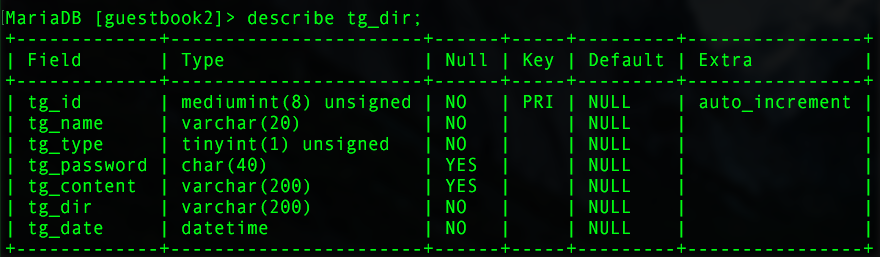 MariaDB [guestbook2]> describe tg_dir;
+-------------+-----------------------+------+-----+---------+----------------+
| Field       | Type                  | Null | Key | Default | Extra          |
+-------------+-----------------------+------+-----+---------+----------------+
| tg_id       | mediumint(8) unsigned | NO   | PRI | NULL    | auto_increment |
| tg_name     | varchar(20)           | NO   |     | NULL    |                |
| tg_type     | tinyint(1) unsigned   | NO   |     | NULL    |                |
| tg_password | char(40)              | YES  |     | NULL    |                |
| tg_content  | varchar(200)          | YES  |     | NULL    |                |
| tg_dir      | varchar(200)          | NO   |     | NULL    |                |
| tg_date     | datetime              | NO   |     | NULL    |                |
+-------------+-----------------------+------+-----+---------+----------------+